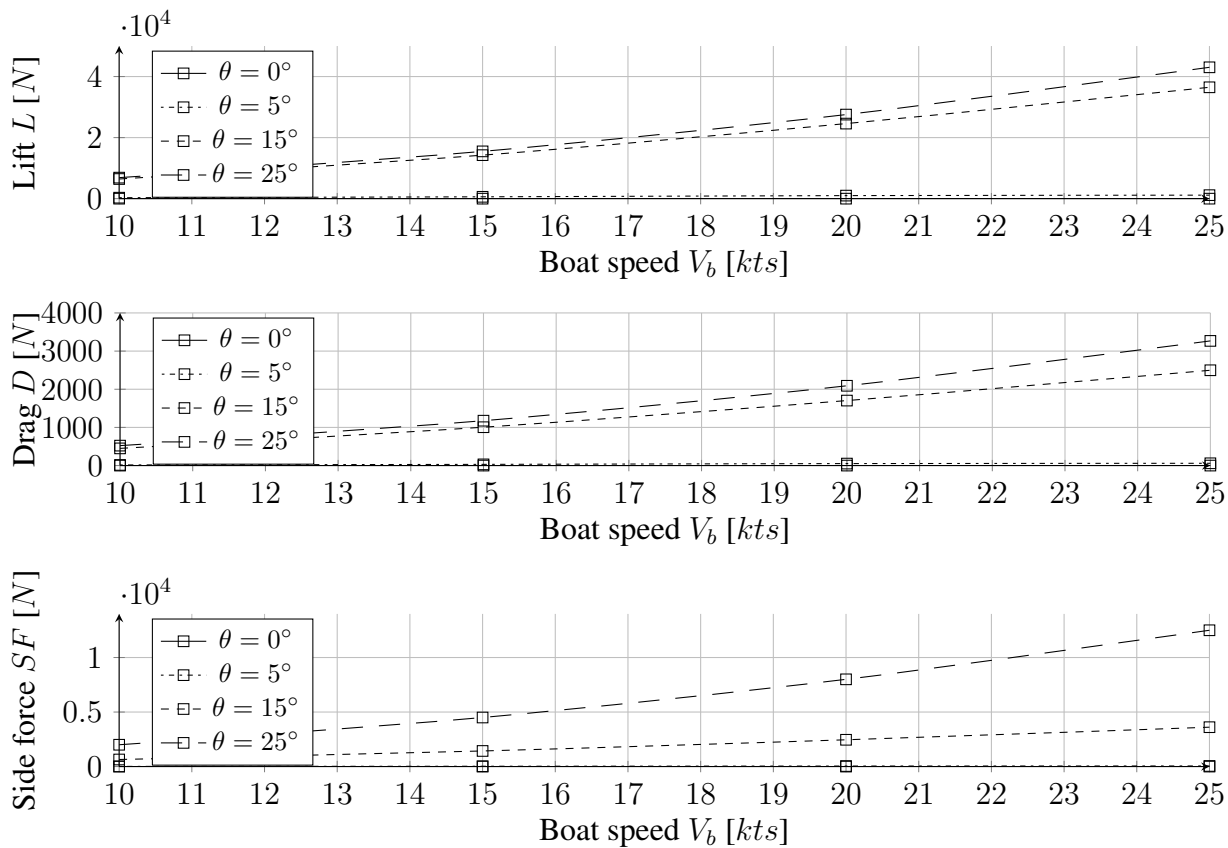 ·10⁴
Lift L [N]
4
2
0
θ = 0°
θ = 5°
θ = 15°
θ = 25°
10 11 12 13 14 15 16 17 18 19 20 21 22 23 24 25
Boat speed V_b [kts]
Drag D [N]
4000
3000
2000
1000
0
θ = 0°
θ = 5°
θ = 15°
θ = 25°
10 11 12 13 14 15 16 17 18 19 20 21 22 23 24 25
Boat speed V_b [kts]
·10⁴
Side force SF [N]
1
0.5
0
θ = 0°
θ = 5°
θ = 15°
θ = 25°
10 11 12 13 14 15 16 17 18 19 20 21 22 23 24 25
Boat speed V_b [kts]